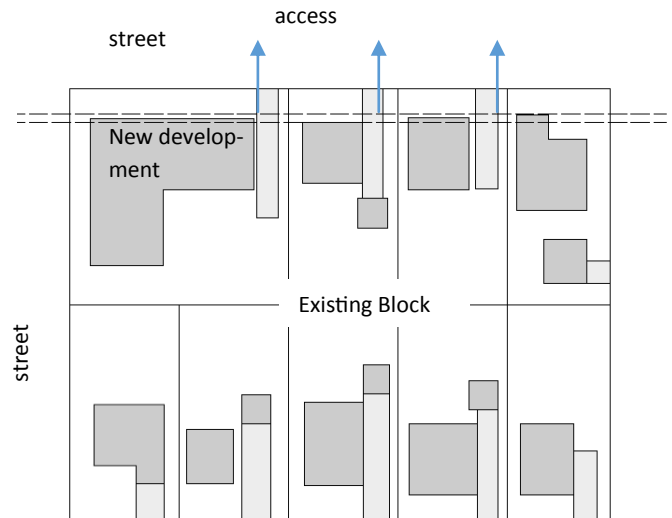 access
street
New develop-
ment
Existing Block
street